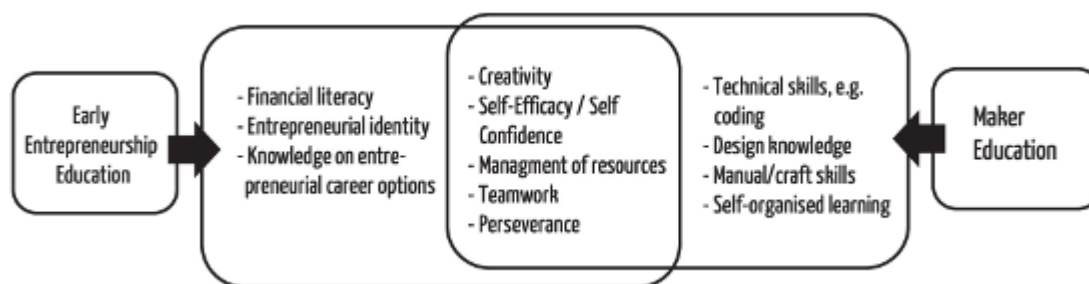 Early
Entrepreneurship
Education
- Financial literacy
- Entrepreneurial identity
- Knowledge on entre-
preneurial career options
- Creativity
- Self-Efficacy / Self
Confidence
- Managment of resources
- Teamwork
- Perseverance
- Technical skills, e.g.
coding
- Design knowledge
- Manual/craft skills
- Self-organised learning
Maker
Education